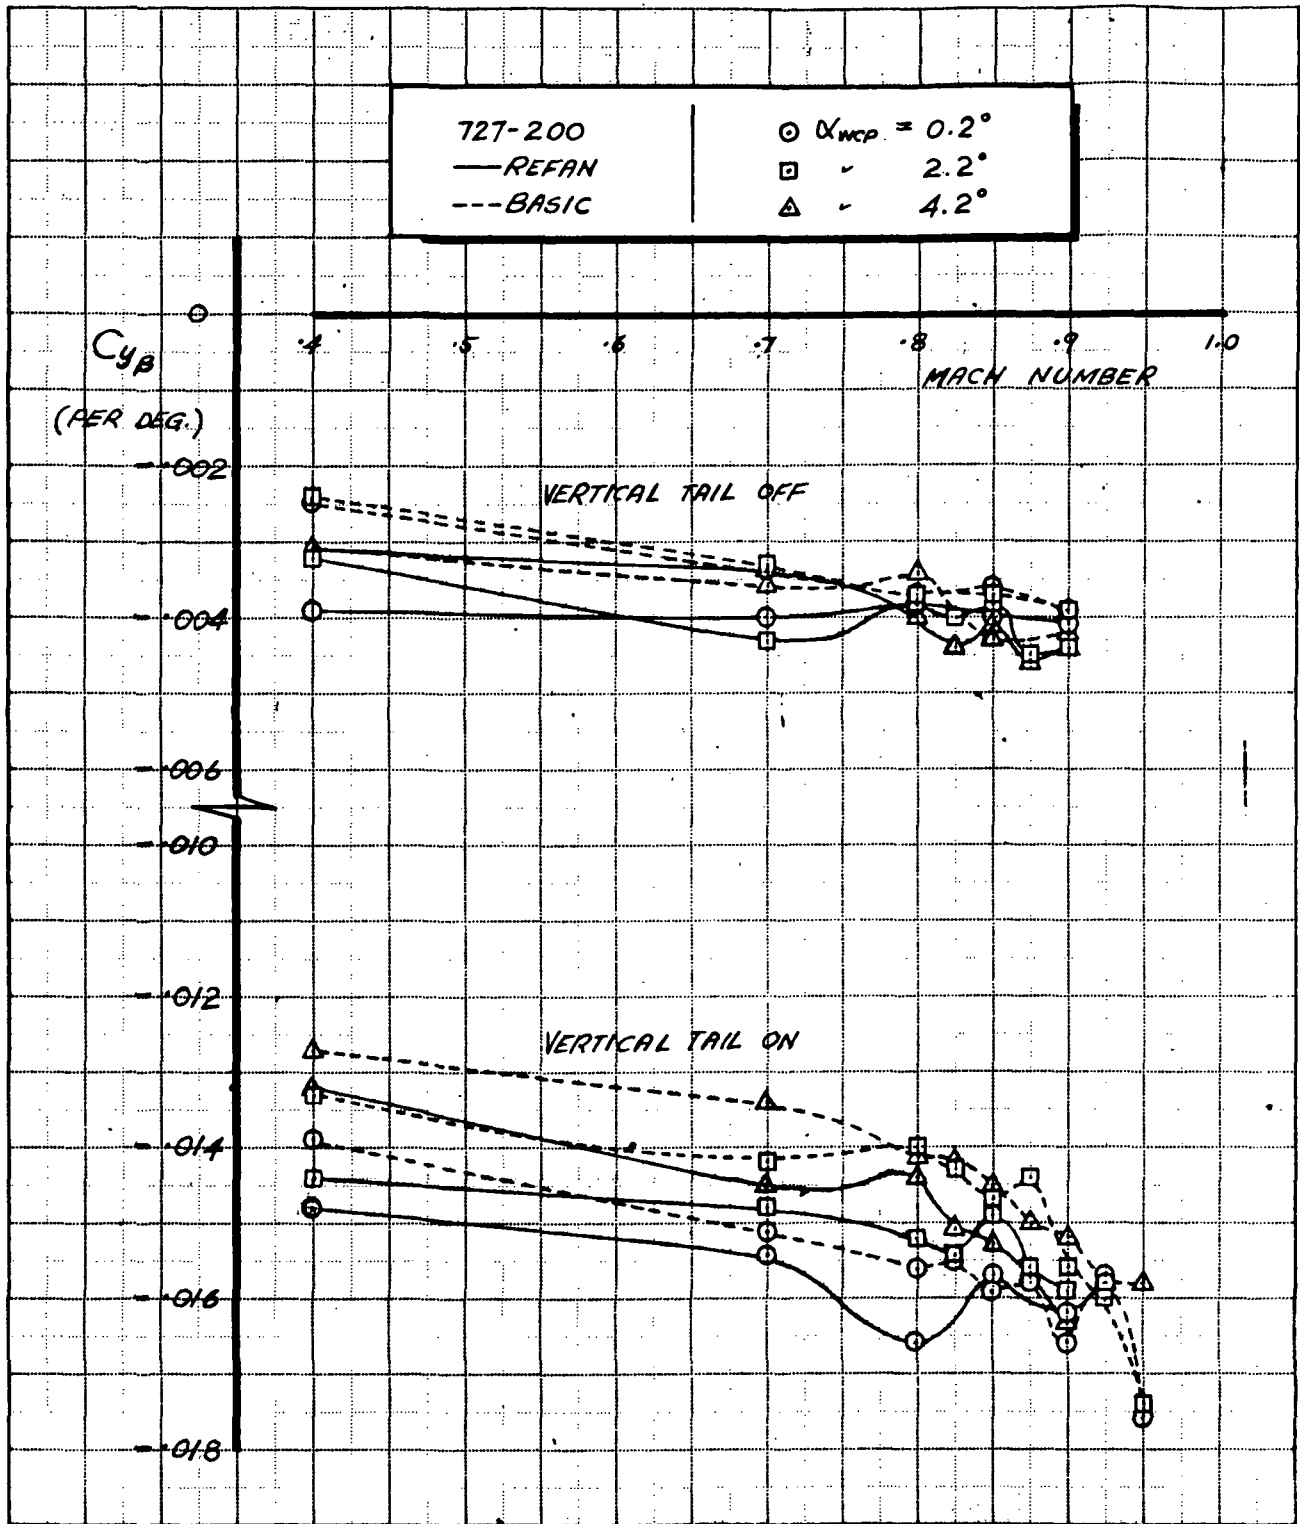 727-200
— REFAN
--- BASIC
⊙ αWCP = 0.2°
⊡ " 2.2°
△ " 4.2°
0
CyB
(PER DEG.)
.4 .5 .6 .7 .8 .9 1.0
MACH NUMBER
-.002
VERTICAL TAIL OFF
-.004
-.006
-.010
-.012
VERTICAL TAIL ON
-.014
-.016
-.018